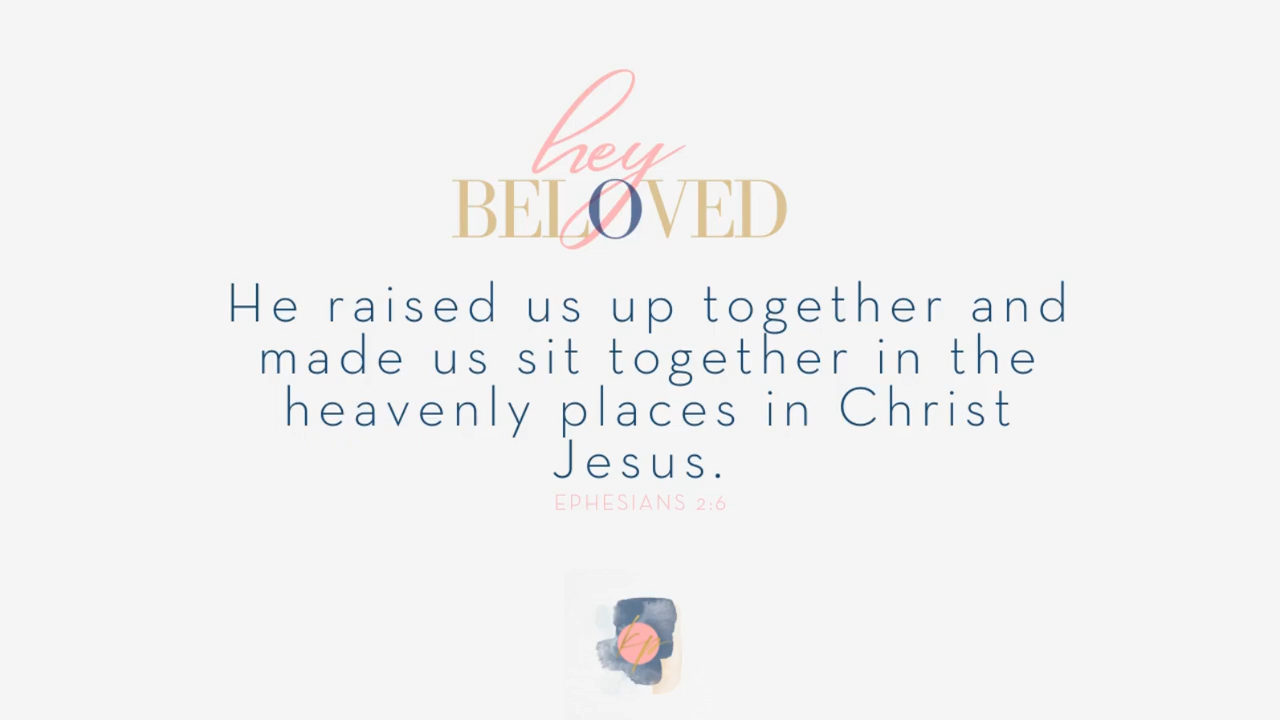 hey
BELOVED
He raised us up together and
made us sit together in the
heavenly places in Christ
Jesus.
EPHESIANS 2:6
kp